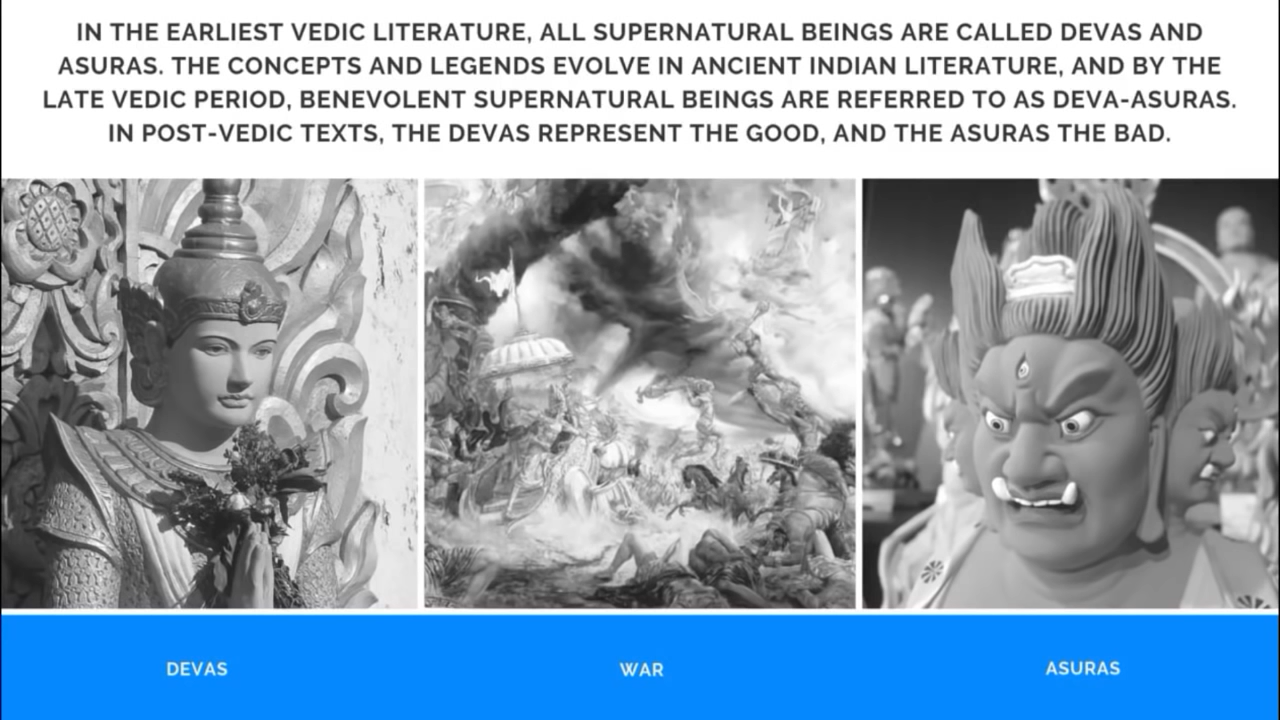 IN THE EARLIEST VEDIC LITERATURE, ALL SUPERNATURAL BEINGS ARE CALLED DEVAS AND
ASURAS. THE CONCEPTS AND LEGENDS EVOLVE IN ANCIENT INDIAN LITERATURE, AND BY THE
LATE VEDIC PERIOD, BENEVOLENT SUPERNATURAL BEINGS ARE REFERRED TO AS DEVA-ASURAS.
IN POST-VEDIC TEXTS, THE DEVAS REPRESENT THE GOOD, AND THE ASURAS THE BAD.
DEVAS
WAR
ASURAS